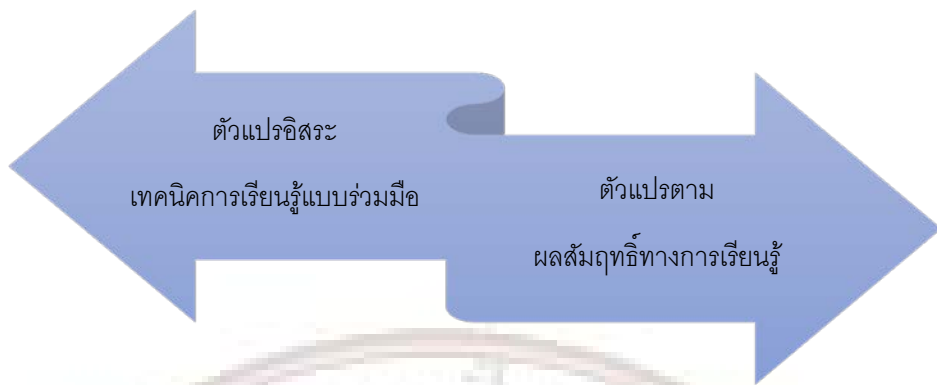 ตัวแปรอิสระ
เทคนิคการเรียนรู้แบบร่วมมือ
ตัวแปรตาม
ผลสัมฤทธิ์ทางการเรียนรู้